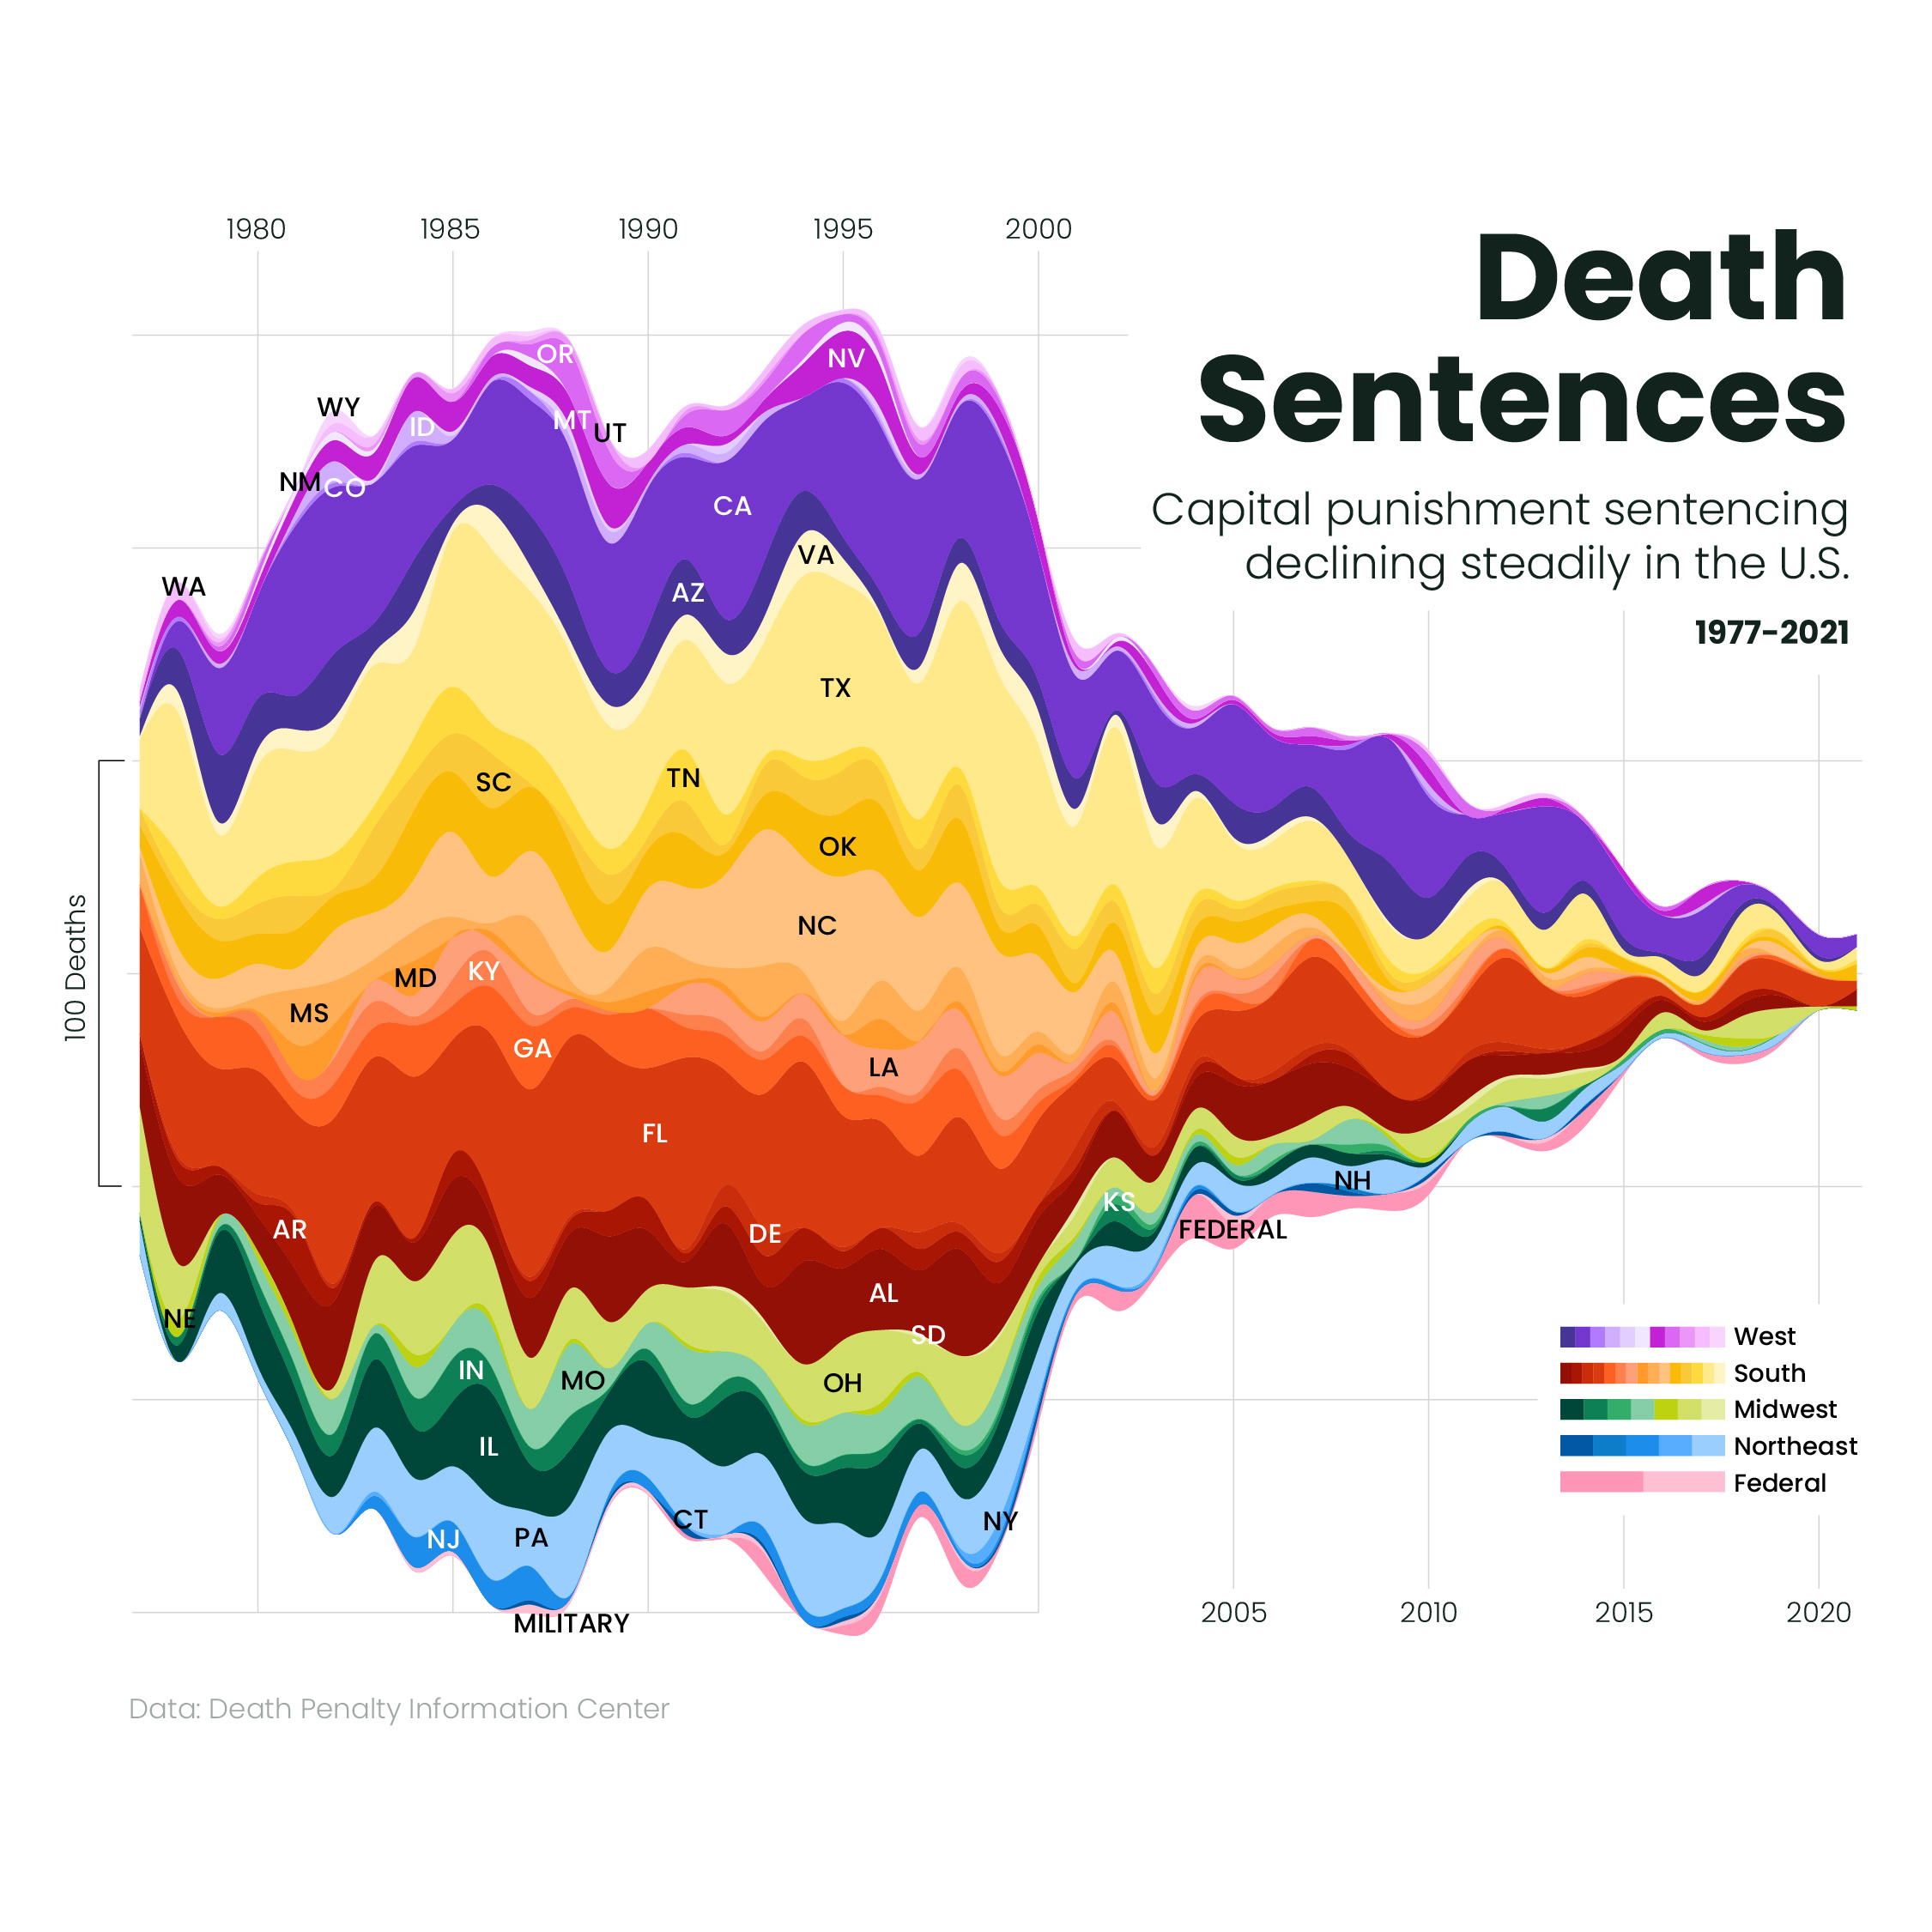 1980 1985 1990 1995 2000
Death
Sentences
Capital punishment sentencing
declining steadily in the U.S.
1977-2021
OR
NV
WY
ID
MT
UT
NM
CO
CA
VA
WA
AZ
TX
TN
SC
OK
NC
100 Deaths
MD
KY
MS
GA
LA
FL
KS
NH
AR
DE
FEDERAL
AL
NE
SD
IN
MO
OH
IL
NJ
PA
CT
NY
MILITARY
West
South
Midwest
Northeast
Federal
2005 2010 2015 2020
Data: Death Penalty Information Center